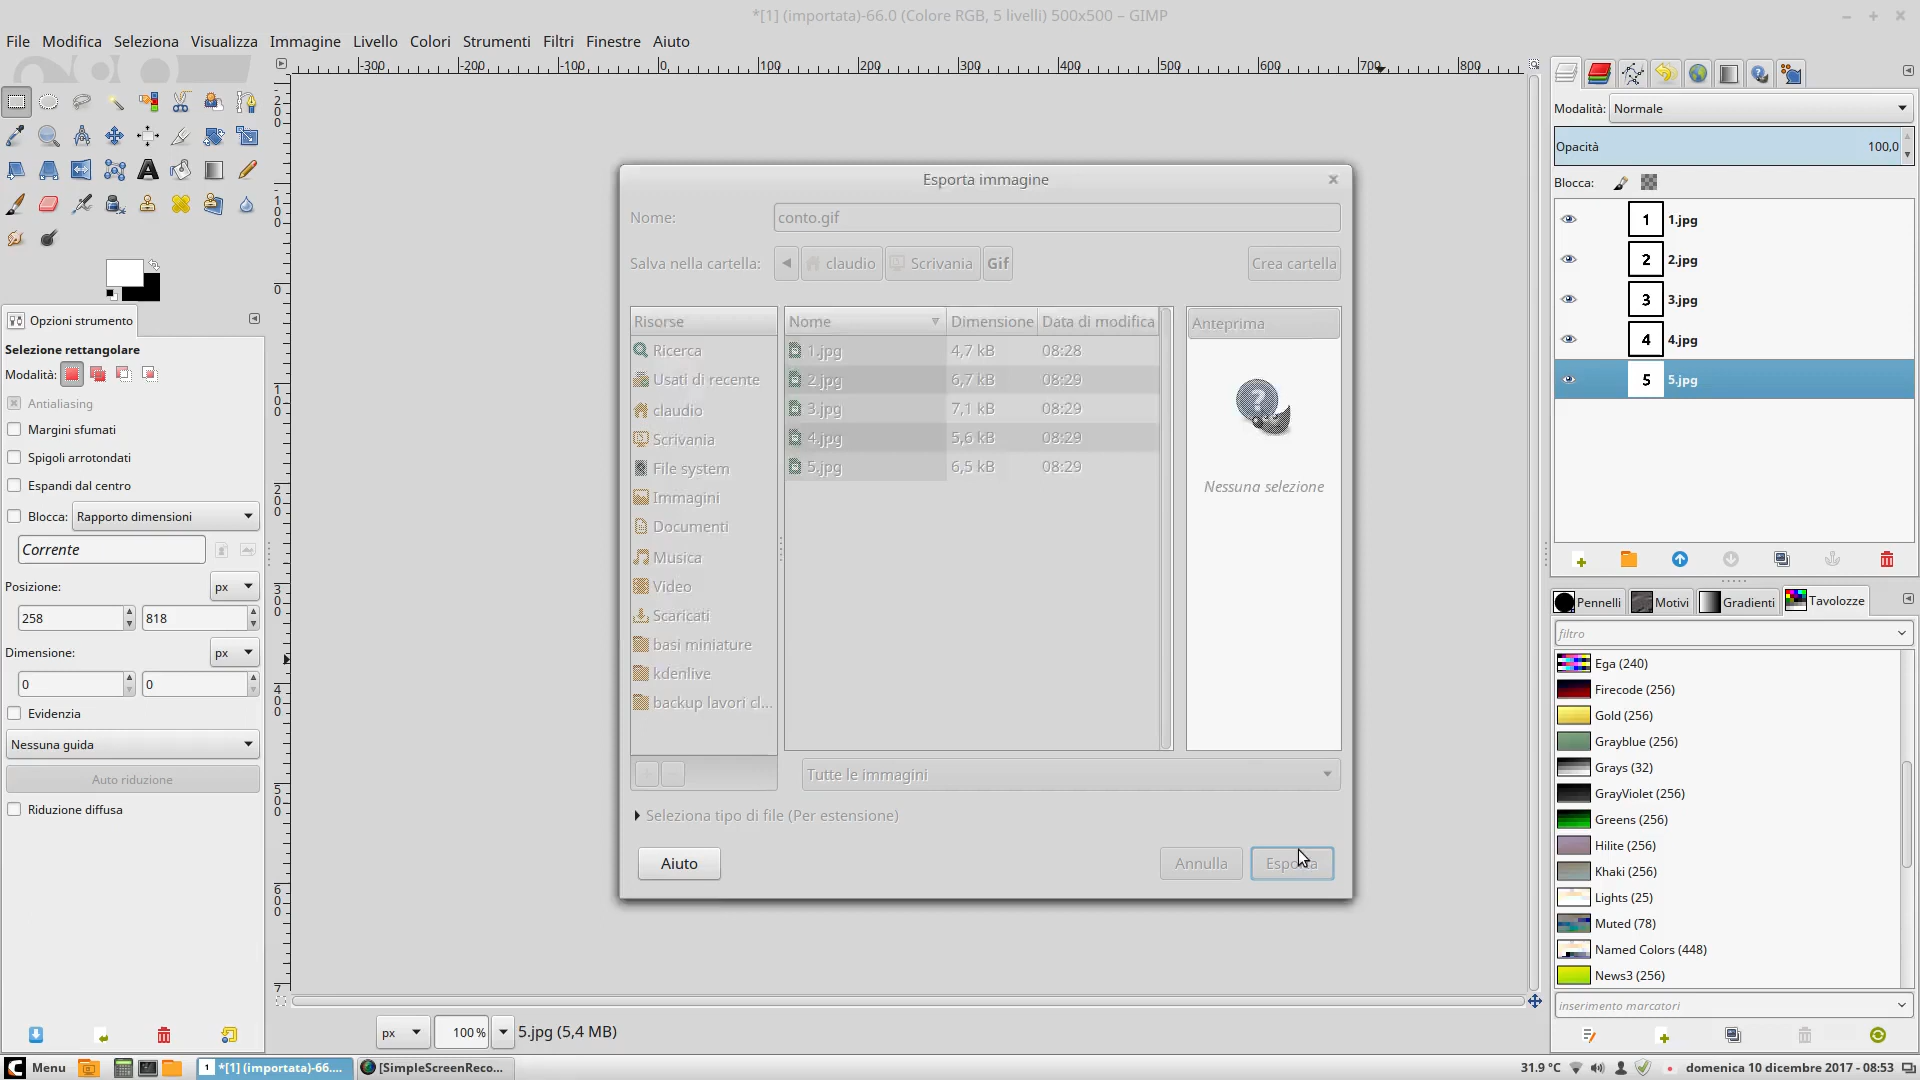 *[1] (importata)-66.0 (Colore RGB, 5 livelli) 500x500 – GIMP
File Modifica Seleziona Visualizza Immagine Livello Colori Strumenti Filtri Finestre Aiuto
-300 -200 -100 0 100 200 300 400 500 700 800
Opzioni strumento
Selezione rettangolare
Modalità:
Antialiasing
Margini sfumati
Spigoli arrotondati
Espandi dal centro
Blocca: Rapporto dimensioni
Corrente
Posizione: px
258 818
Dimensione: px
0 0
Evidenzia
Nessuna guida
Auto riduzione
Riduzione diffusa
Esporta immagine
Nome: conto.gif
Salva nella cartella: claudio Scrivania Gif Crea cartella
Risorse
Ricerca
Usati di recente
claudio
Scrivania
File system
Immagini
Documenti
Musica
Video
Scaricati
basi miniature
kdenlive
backup lavori cl...
Nome Dimensione Data di modifica
1.jpg 4,7 kB 08:28
2.jpg 6,7 kB 08:29
3.jpg 7,1 kB 08:29
4.jpg 5,6 kB 08:29
5.jpg 6,5 kB 08:29
Anteprima
Nessuna selezione
Tutte le immagini
Seleziona tipo di file (Per estensione)
Aiuto Annulla Esporta
px 100 % 5.jpg (5,4 MB)
Modalità: Normale
Opacità 100,0
Blocca:
1 1.jpg
2 2.jpg
3 3.jpg
4 4.jpg
5 5.jpg
Pennelli Motivi Gradienti Tavolozze
filtro
Ega (240)
Firecode (256)
Gold (256)
Grayblue (256)
Grays (32)
GrayViolet (256)
Greens (256)
Hilite (256)
Khaki (256)
Lights (25)
Muted (78)
Named Colors (448)
News3 (256)
inserimento marcatori
Menu *[1] (importata)-66.... [SimpleScreenReco... 31.9 °C domenica 10 dicembre 2017 - 08:53